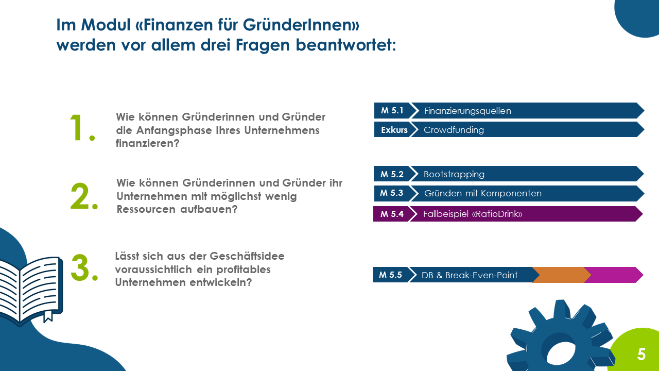 Im Modul «Finanzen für GründerInnen»
werden vor allem drei Fragen beantwortet:
1.
Wie können Gründerinnen und Gründer
die Anfangsphase ihres Unternehmens
finanzieren?
M 5.1 Finanzierungsquellen
Exkurs Crowdfunding
2.
Wie können Gründerinnen und Gründer ihr
Unternehmen mit möglichst wenig
Ressourcen aufbauen?
M 5.2 Bootstrapping
M 5.3 Gründen mit Komponenten
M 5.4 Fallbeispiel «RatioDrink»
3.
Lässt sich aus der Geschäftsidee
voraussichtlich ein profitables
Unternehmen entwickeln?
M 5.5 DB & Break-Even-Point
5